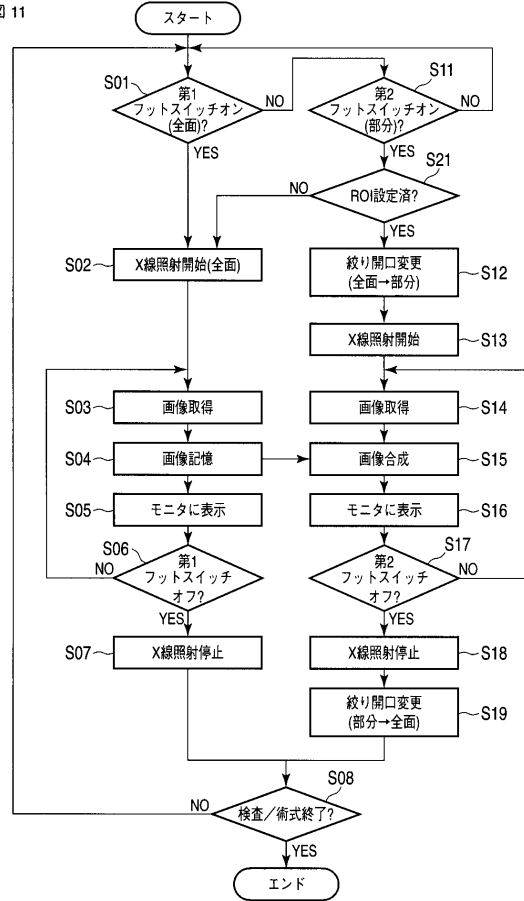 図 11
スタート
S01
第1
フットスイッチオン
(全面)?
NO
YES
S11
第2
フットスイッチオン
(部分)?
NO
YES
S21
ROI設定済?
NO
YES
S02
X線照射開始(全面)
絞り開口変更
(全面→部分)
S12
X線照射開始
S13
S03
画像取得
画像取得
S14
S04
画像記憶
画像合成
S15
S05
モニタに表示
モニタに表示
S16
S06
第1
フットスイッチ
オフ?
NO
YES
S17
第2
フットスイッチ
オフ?
NO
YES
S07
X線照射停止
X線照射停止
S18
絞り開口変更
(部分→全面)
S19
S08
検査/術式終了?
NO
YES
エンド